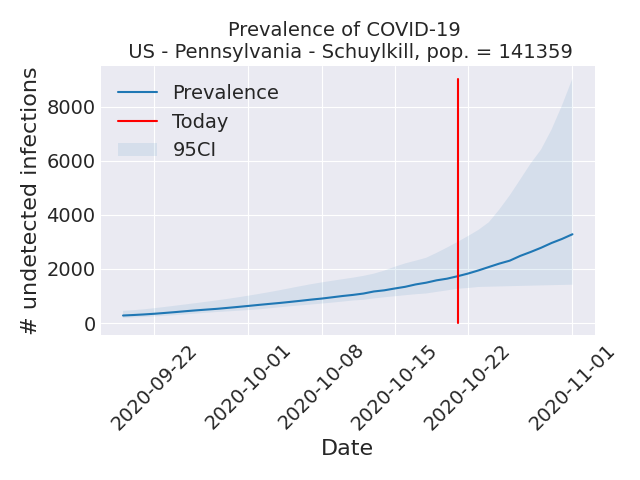 Prevalence of COVID-19
US - Pennsylvania - Schuylkill, pop. = 141359
# undetected infections
8000
6000
4000
2000
0
Prevalence
Today
95CI
2020-09-22
2020-10-01
2020-10-08
2020-10-15
2020-10-22
2020-11-01
Date